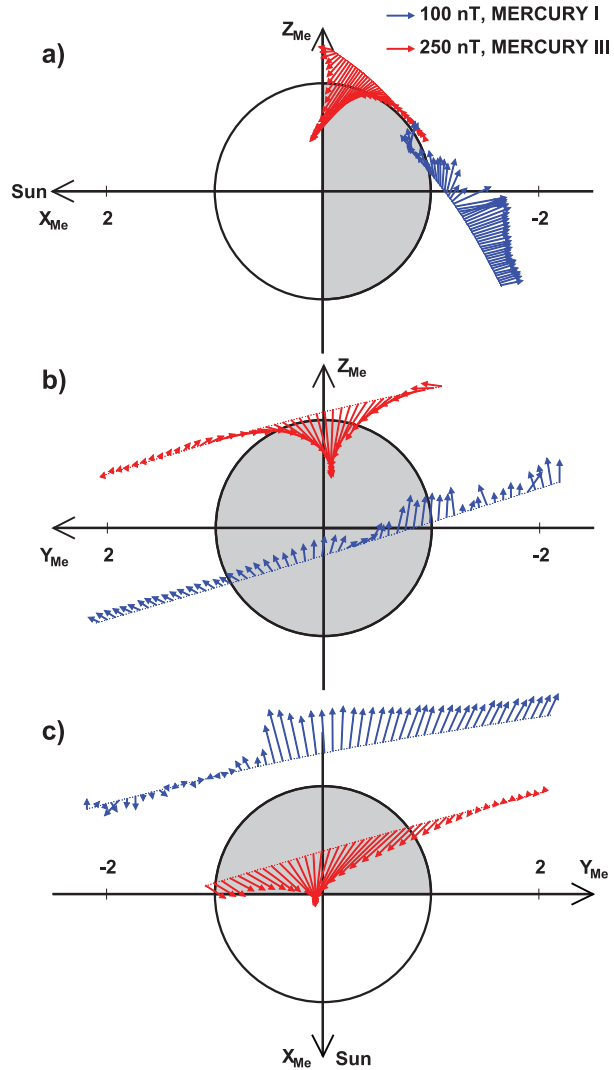 100 nT, MERCURY I
250 nT, MERCURY III
Z_Me
a)
Sun
X_Me
2
-2
Z_Me
b)
Y_Me
2
-2
c)
-2
2
Y_Me
X_Me
Sun